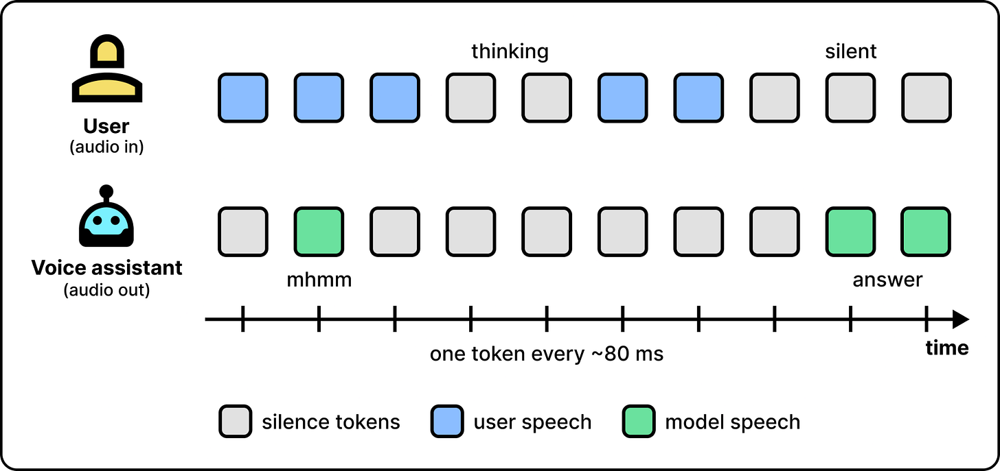 thinking
silent
User
(audio in)
Voice assistant
(audio out)
mhmm
answer
one token every ~80 ms
time
silence tokens
user speech
model speech